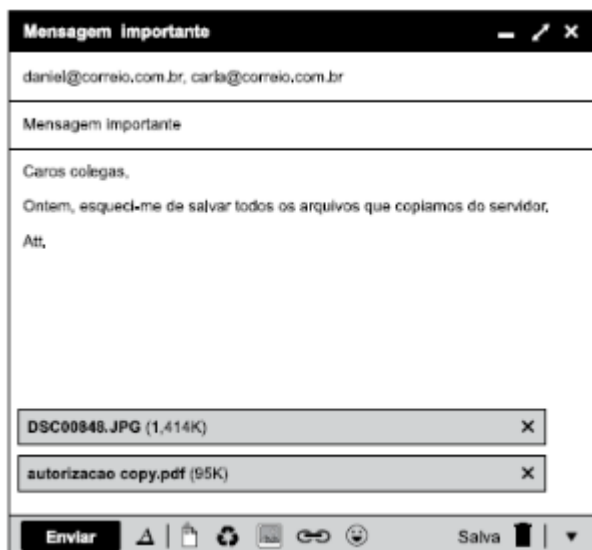 Mensagem importante
daniel@correio.com.br, carla@correio.com.br
Mensagem importante
Caros colegas,
Ontem, esqueci-me de salvar todos os arquivos que copiamos do servidor.
Att,
DSC00848.JPG (1,414K)
autorizacao copy.pdf (95K)
Enviar A Salva